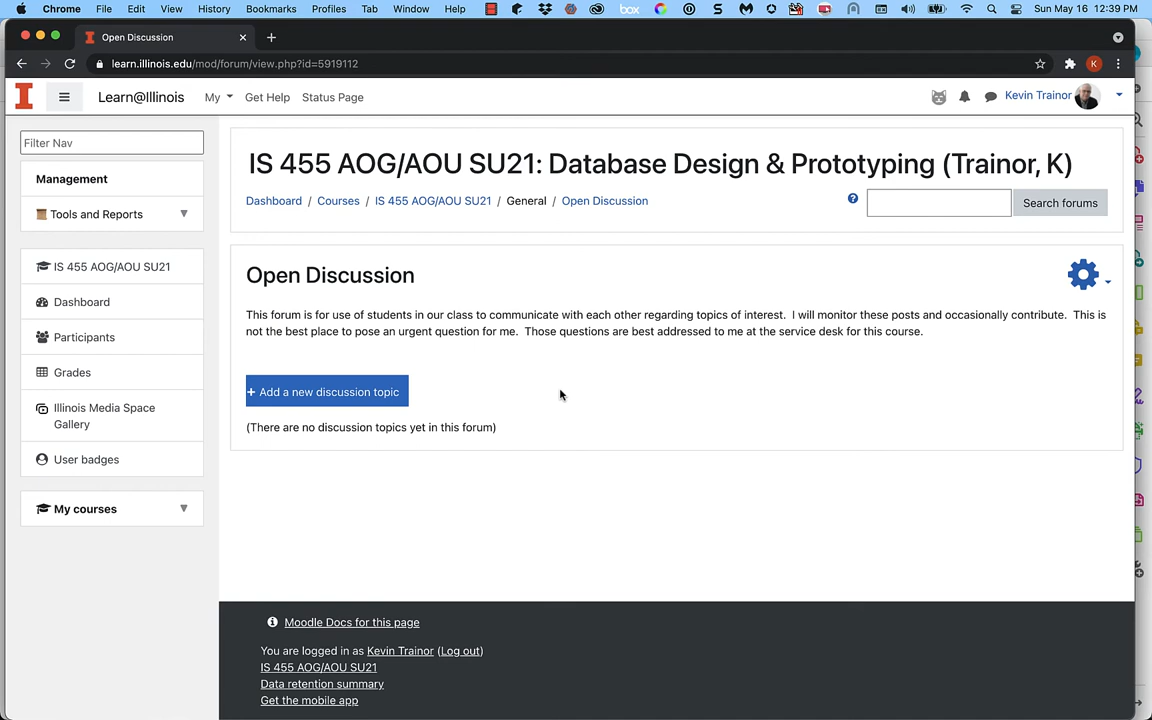 Chrome File Edit View History Bookmarks Profiles Tab Window Help box Sun May 16 12:39 PM
Open Discussion
learn.illinois.edu/mod/forum/view.php?id=5919112 K
Learn@Illinois My Get Help Status Page Kevin Trainor
Filter Nav
Management
Tools and Reports
IS 455 AOG/AOU SU21
Dashboard
Participants
Grades
Illinois Media Space
Gallery
User badges
My courses
IS 455 AOG/AOU SU21: Database Design & Prototyping (Trainor, K)
Dashboard / Courses / IS 455 AOG/AOU SU21 / General / Open Discussion
Search forums
Open Discussion
This forum is for use of students in our class to communicate with each other regarding topics of interest.  I will monitor these posts and occasionally contribute.  This is
not the best place to pose an urgent question for me.  Those questions are best addressed to me at the service desk for this course.
+ Add a new discussion topic
(There are no discussion topics yet in this forum)
Moodle Docs for this page
You are logged in as Kevin Trainor (Log out)
IS 455 AOG/AOU SU21
Data retention summary
Get the mobile app